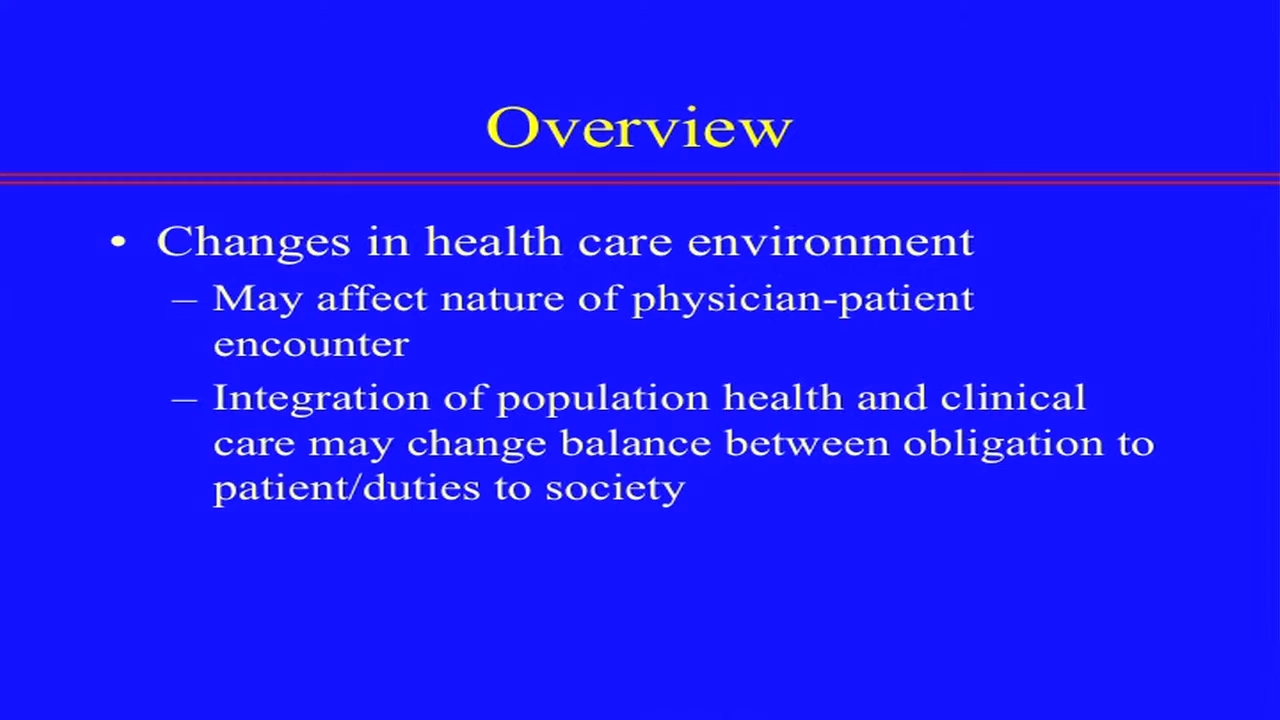 Overview
• Changes in health care environment
– May affect nature of physician-patient
encounter
– Integration of population health and clinical
care may change balance between obligation to
patient/duties to society